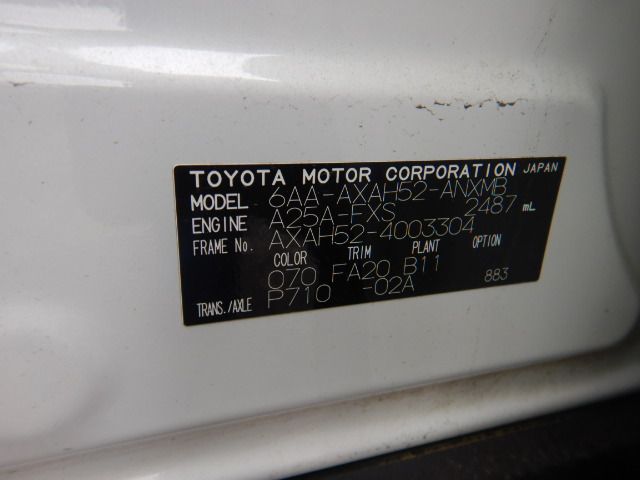 TOYOTA MOTOR CORPORATION JAPAN
MODEL 6AA-AXAH52-ANXMB
ENGINE A25A-FXS 2487 mL
FRAME No. AXAH52-4003304
COLOR TRIM PLANT OPTION
070 FA20 B11 883
TRANS./AXLE P710 -02A